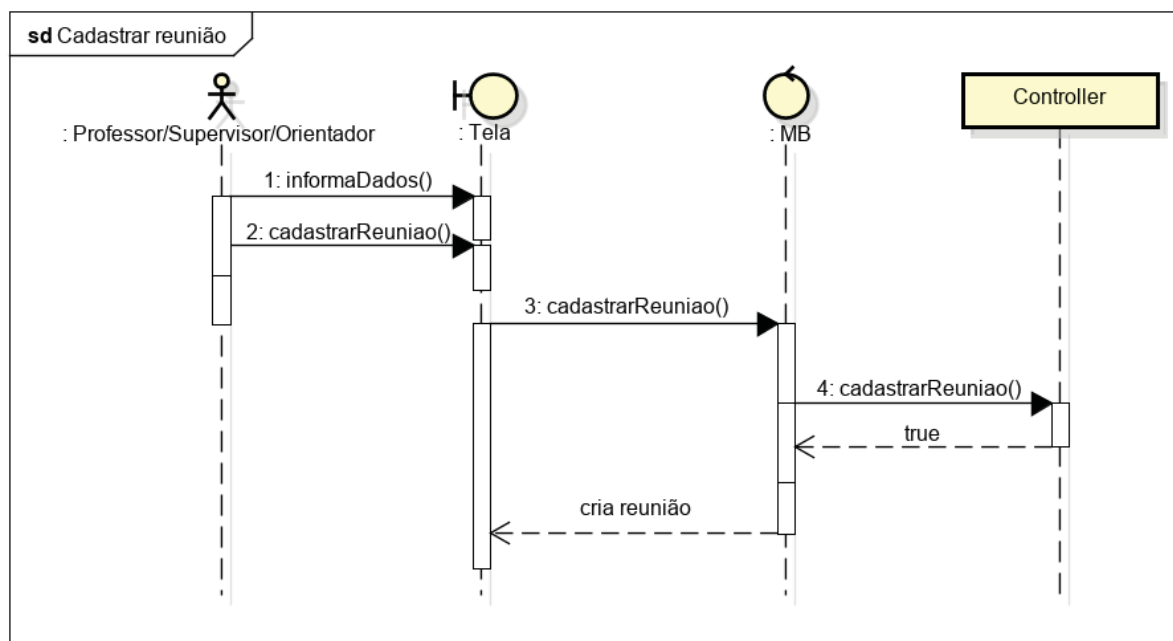 sd Cadastrar reunião
: Professor/Supervisor/Orientador
: Tela
: MB
Controller
1: informaDados()
2: cadastrarReuniao()
3: cadastrarReuniao()
4: cadastrarReuniao()
true
cria reunião